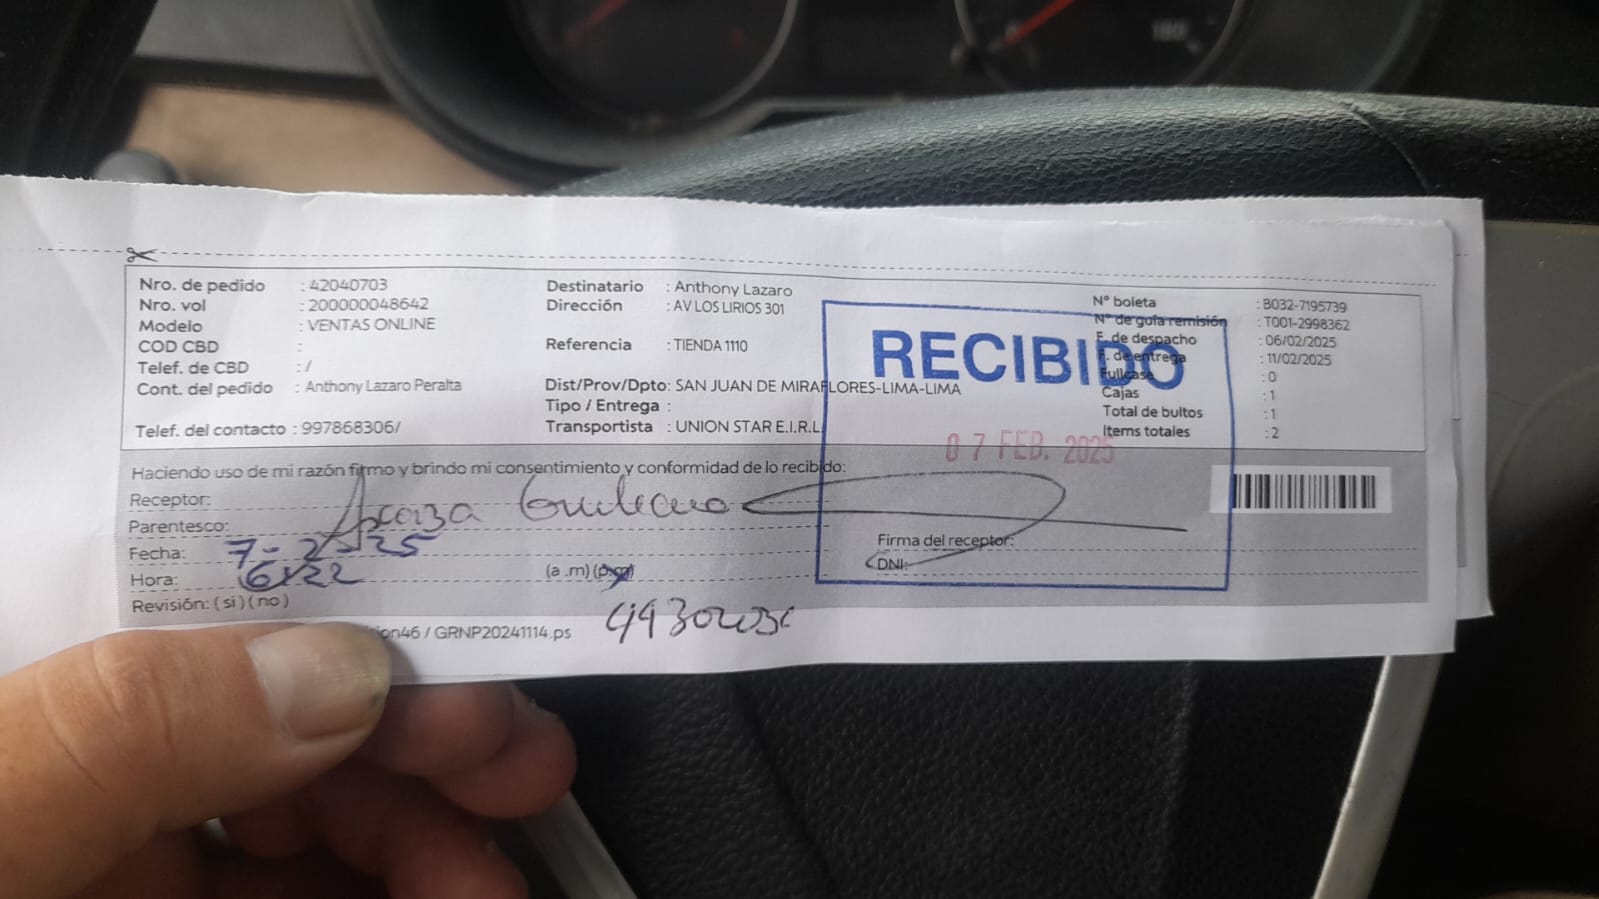 Nro. de pedido : 42040703
Nro. vol : 200000048642
Modelo : VENTAS ONLINE
COD CBD :
Telef. de CBD : /
Cont. del pedido : Anthony Lazaro Peralta
Telef. del contacto : 997868306/
Destinatario : Anthony Lazaro
Dirección : AV LOS LIRIOS 301
Referencia : TIENDA 1110
Dist/Prov/Dpto: SAN JUAN DE MIRAFLORES-LIMA-LIMA
Tipo / Entrega :
Transportista : UNION STAR E.I.R.L
N° boleta : B032-7195739
N° de guía remisión : T001-2998362
F. de despacho : 06/02/2025
F. de entrega : 11/02/2025
Fullcase : 0
Cajas : 1
Total de bultos : 1
Items totales : 2
RECIBIDO
07 FEB. 2025
Haciendo uso de mi razón firmo y brindo mi consentimiento y conformidad de lo recibido:
Receptor:
Parentesco:
Fecha: 7-2-25
Hora: 6:22 (a .m) (p.m)
Revisión: ( si ) ( no )
Firma del receptor:
DNI:
ion46 / GRNP20241114.ps